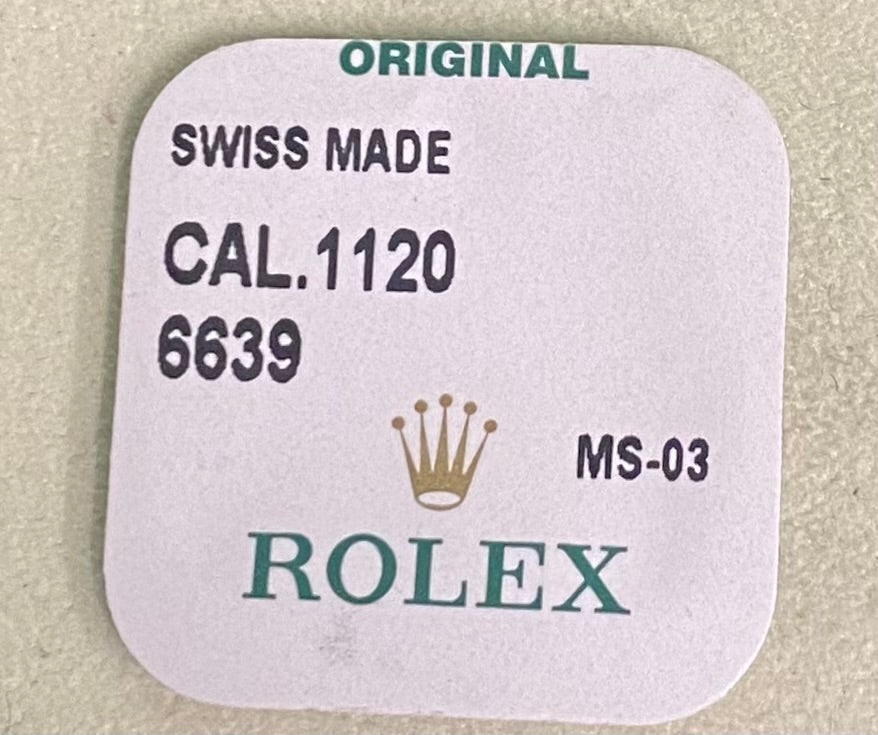 ORIGINAL
SWISS MADE
CAL.1120
6639
MS-03
ROLEX